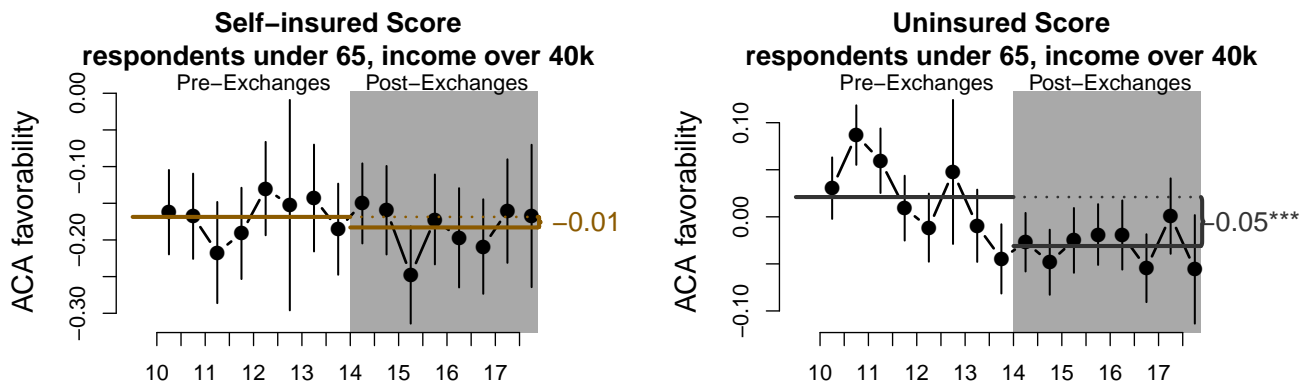 Self−insured Score
respondents under 65, income over 40k
Pre−Exchanges
Post−Exchanges
ACA favorability
0.00
−0.10
−0.20
−0.30
−0.01
10 11 12 13 14 15 16 17
Uninsured Score
respondents under 65, income over 40k
Pre−Exchanges
Post−Exchanges
ACA favorability
0.10
0.00
−0.10
−0.05***
10 11 12 13 14 15 16 17